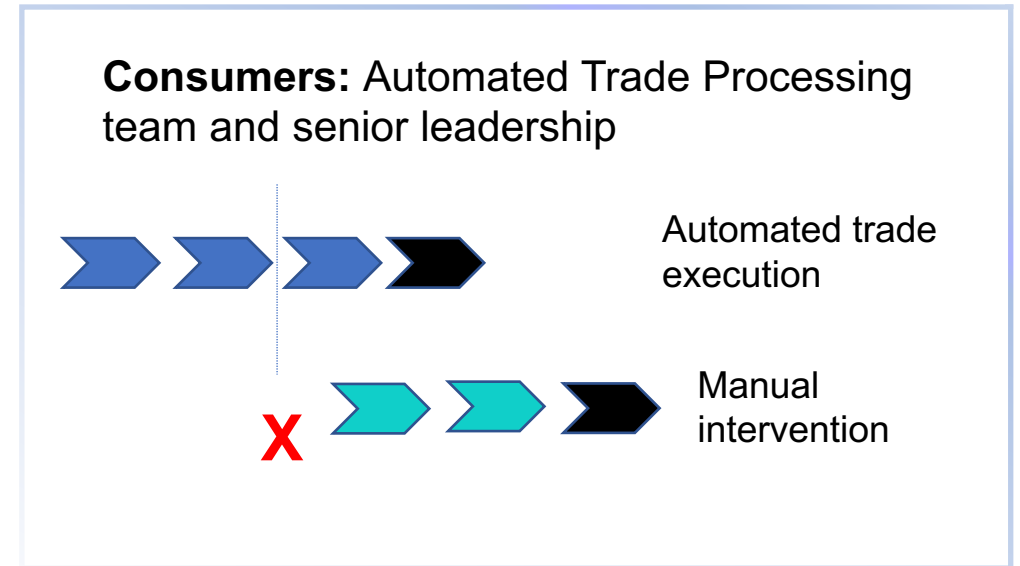 Consumers: Automated Trade Processing
team and senior leadership
Automated trade
execution
Manual
intervention
X